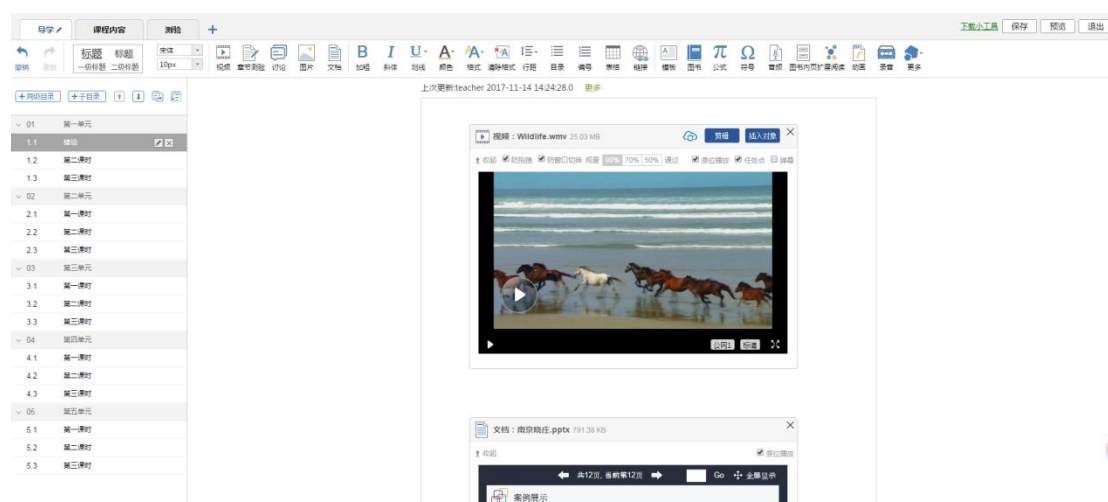 导学 课程内容 测验 +
下载小工具 保存 预览 退出
标题 标题 宋体
撤销 重做 一级标题 二级标题 10px 视频 章节测验 讨论 图片 文档 加粗 斜体 划线 颜色 格式 清除格式 行距 目录 编号 表格 链接 模板 图书 公式 符号 音频 图书内页 扩展阅读 动画 录音 更多
上次更新:teacher 2017-11-14 14:24:28.0 更多
+同级目录 +子目录
01 第一单元
1.1 绪论
1.2 第二课时
1.3 第三课时
02 第二单元
2.1 第一课时
2.2 第二课时
2.3 第三课时
03 第三单元
3.1 第一课时
3.2 第二课时
3.3 第三课时
04 第四单元
4.1 第一课时
4.2 第二课时
4.3 第三课时
05 第五单元
5.1 第一课时
5.2 第二课时
5.3 第三课时
视频：Wildlife.wmv 25.03 MB 剪辑 插入对象
收起 防拖拽 防窗口切换 观看 90% 70% 50% 通过 原位播放 任务点 弹幕
公网1 标清
文档：南京晓庄.pptx 791.38 KB
收起 原位播放
共12页, 当前第12页 Go 全屏显示
案例展示